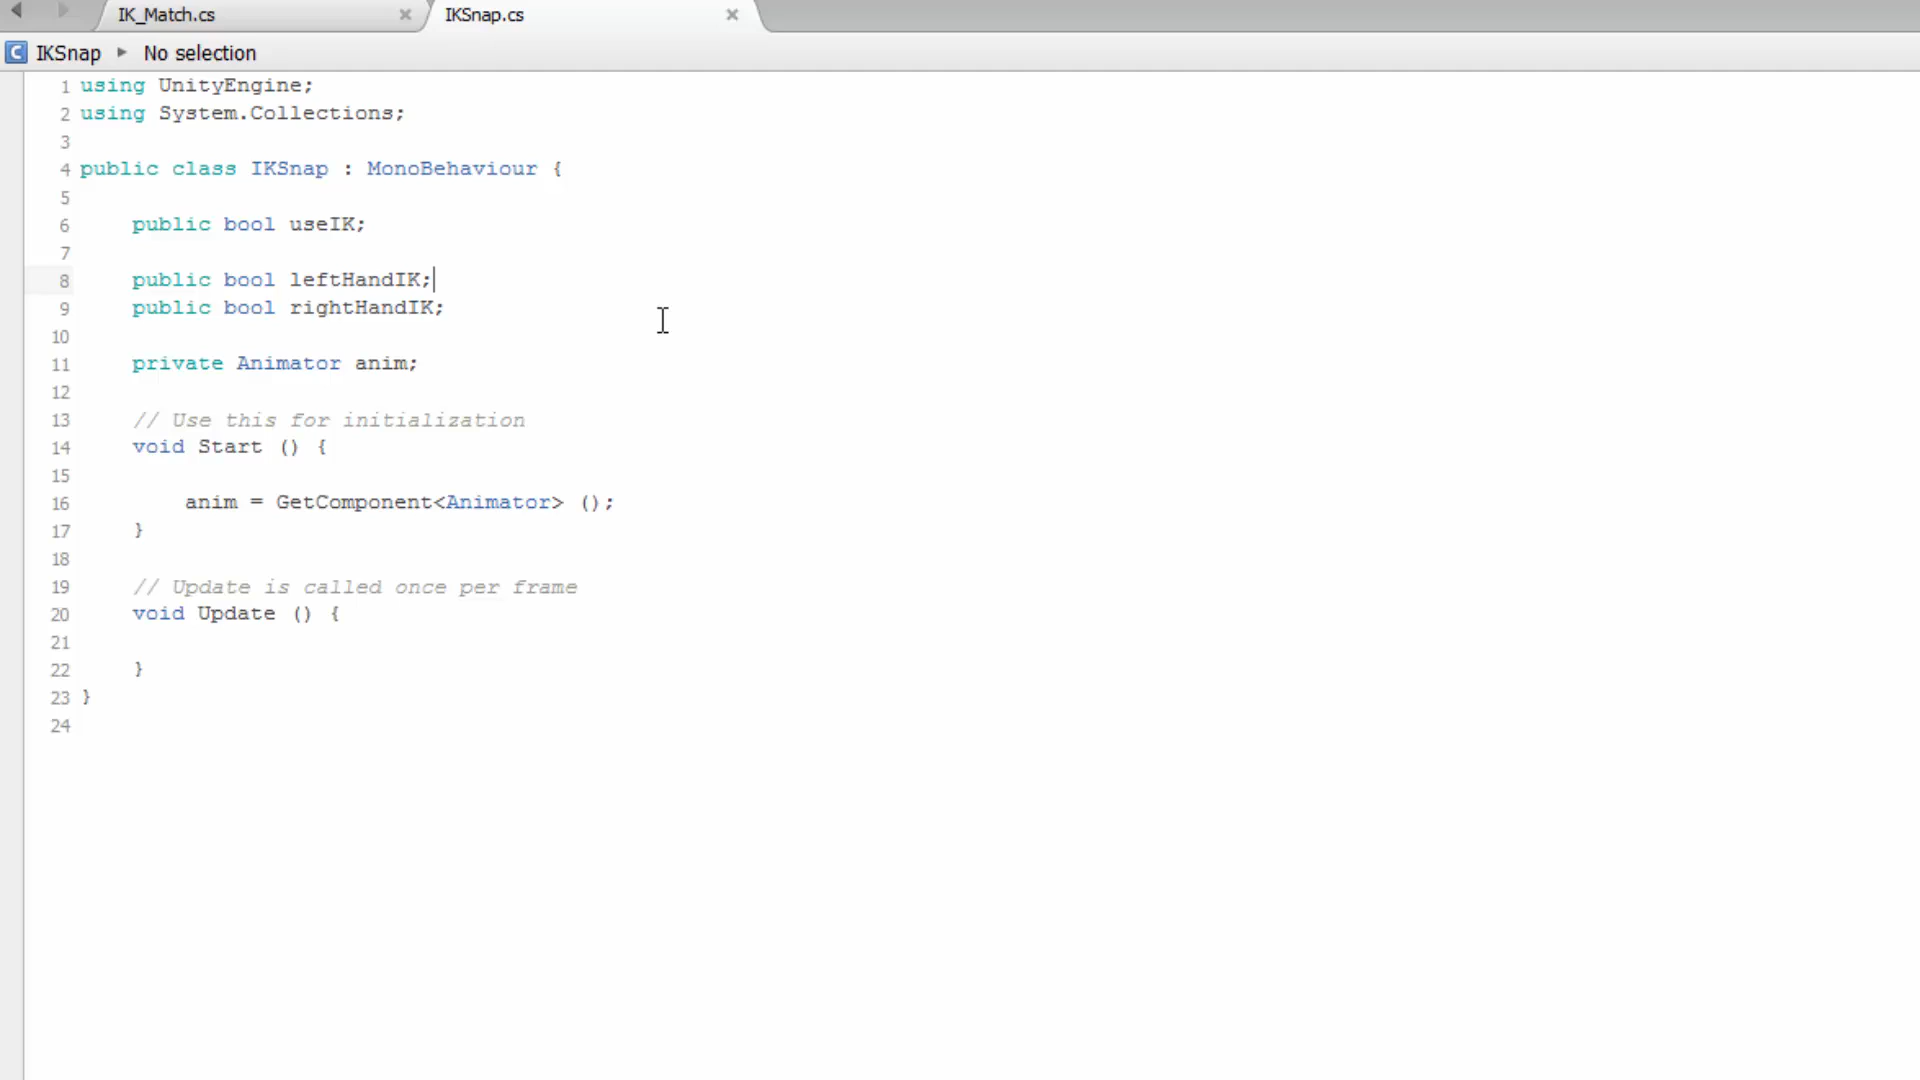 IK_Match.cs
IKSnap.cs
C IKSnap ▸ No selection
1 using UnityEngine;
2 using System.Collections;
3
4 public class IKSnap : MonoBehaviour {
5
6 public bool useIK;
7
8 public bool leftHandIK;
9 public bool rightHandIK;
10
11 private Animator anim;
12
13 // Use this for initialization
14 void Start () {
15
16 anim = GetComponent<Animator> ();
17 }
18
19 // Update is called once per frame
20 void Update () {
21
22 }
23 }
24